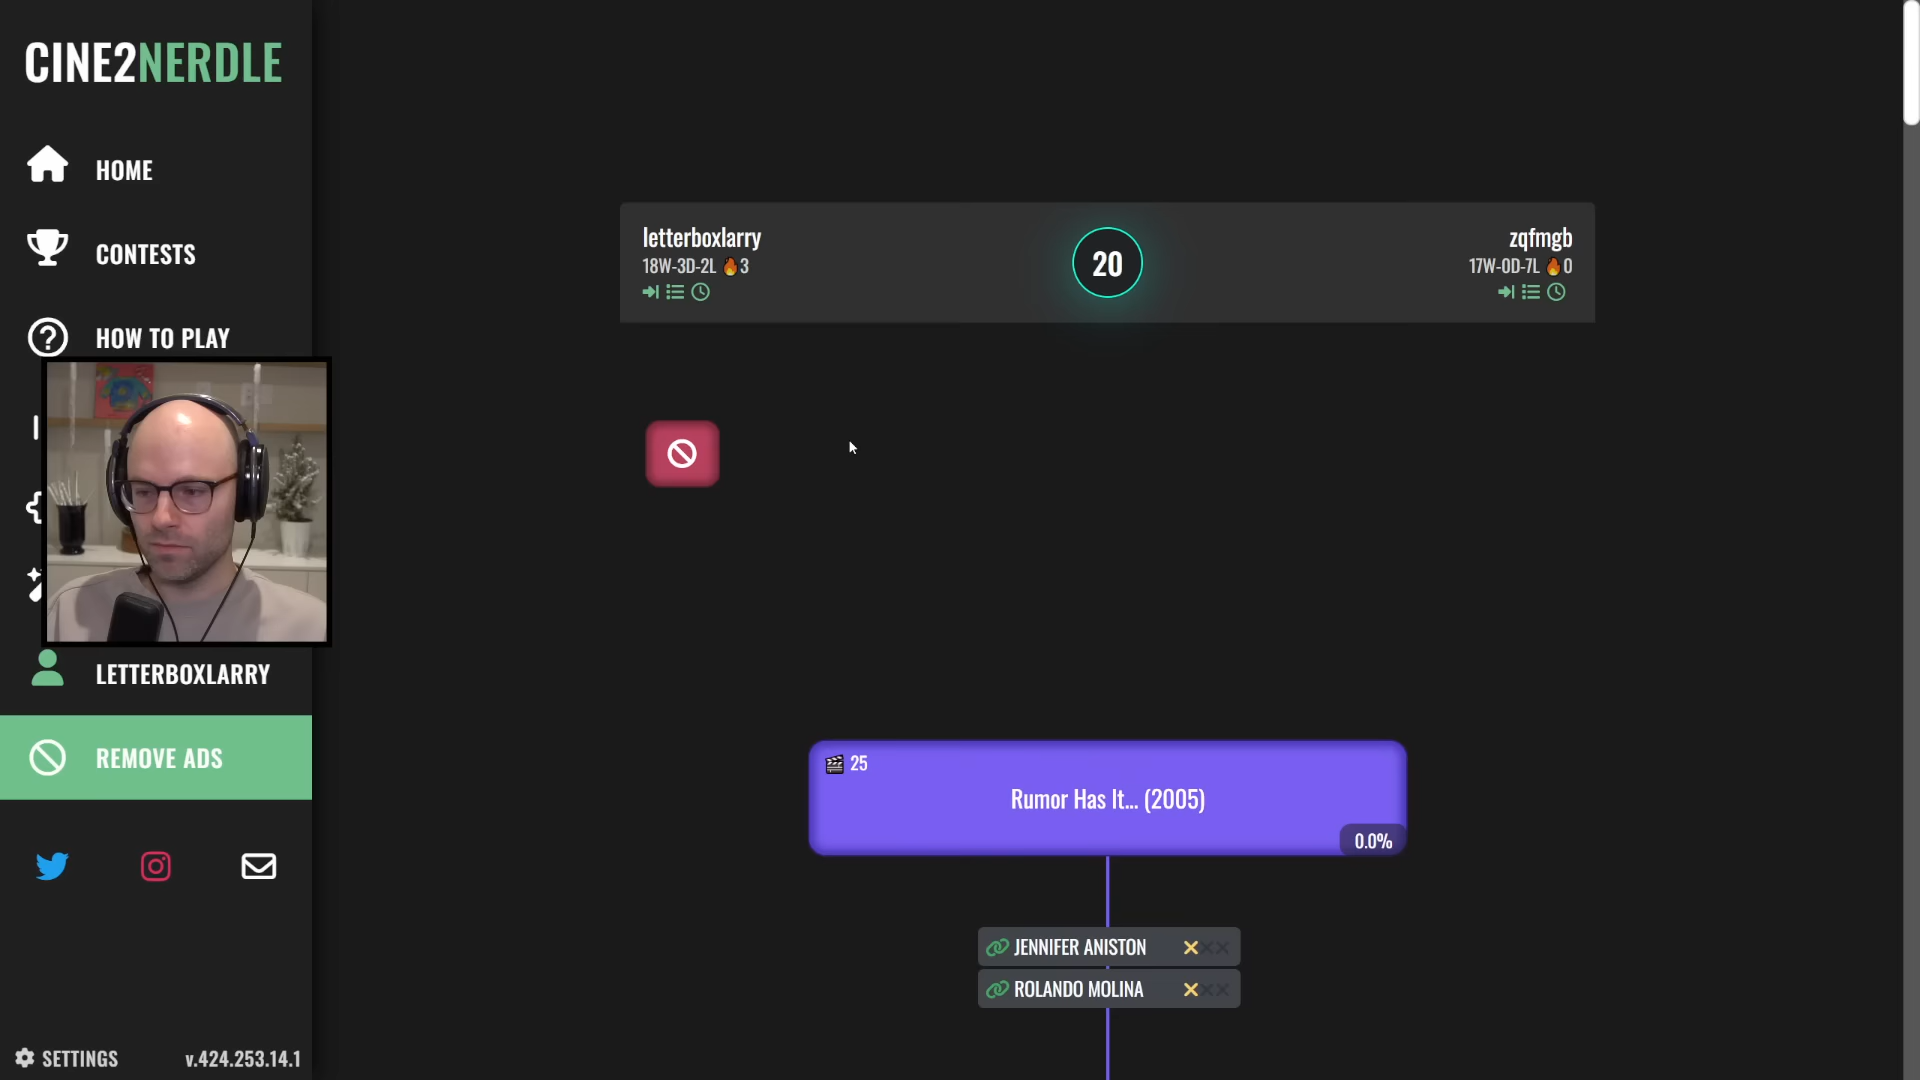 CINE2NERDLE
HOME
CONTESTS
HOW TO PLAY
LETTERBOXLARRY
REMOVE ADS
SETTINGS
v.424.253.14.1
letterboxlarry
18W-3D-2L 🔥3
20
zqfmgb
17W-0D-7L 🔥0
25
Rumor Has It... (2005)
0.0%
JENNIFER ANISTON
ROLANDO MOLINA